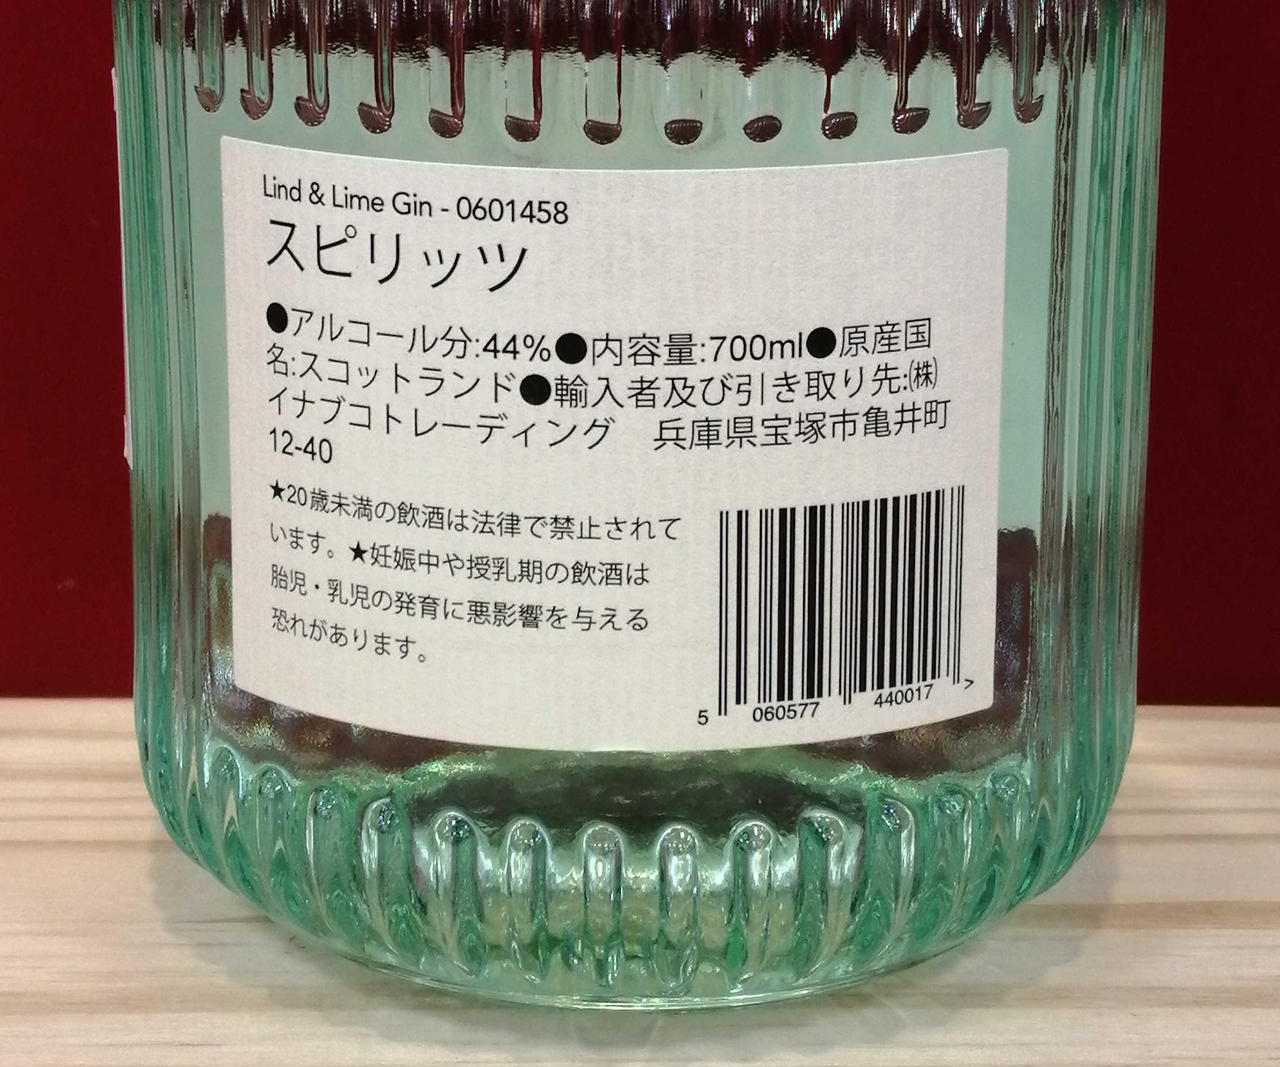 Lind & Lime Gin - 0601458
スピリッツ
●アルコール分:44%●内容量:700ml●原産国
名:スコットランド●輸入者及び引き取り先:㈱
イナブコトレーディング　兵庫県宝塚市亀井町
12-40
★20歳未満の飲酒は法律で禁止されて
います。★妊娠中や授乳期の飲酒は
胎児・乳児の発育に悪影響を与える
恐れがあります。
5 060577 440017 >